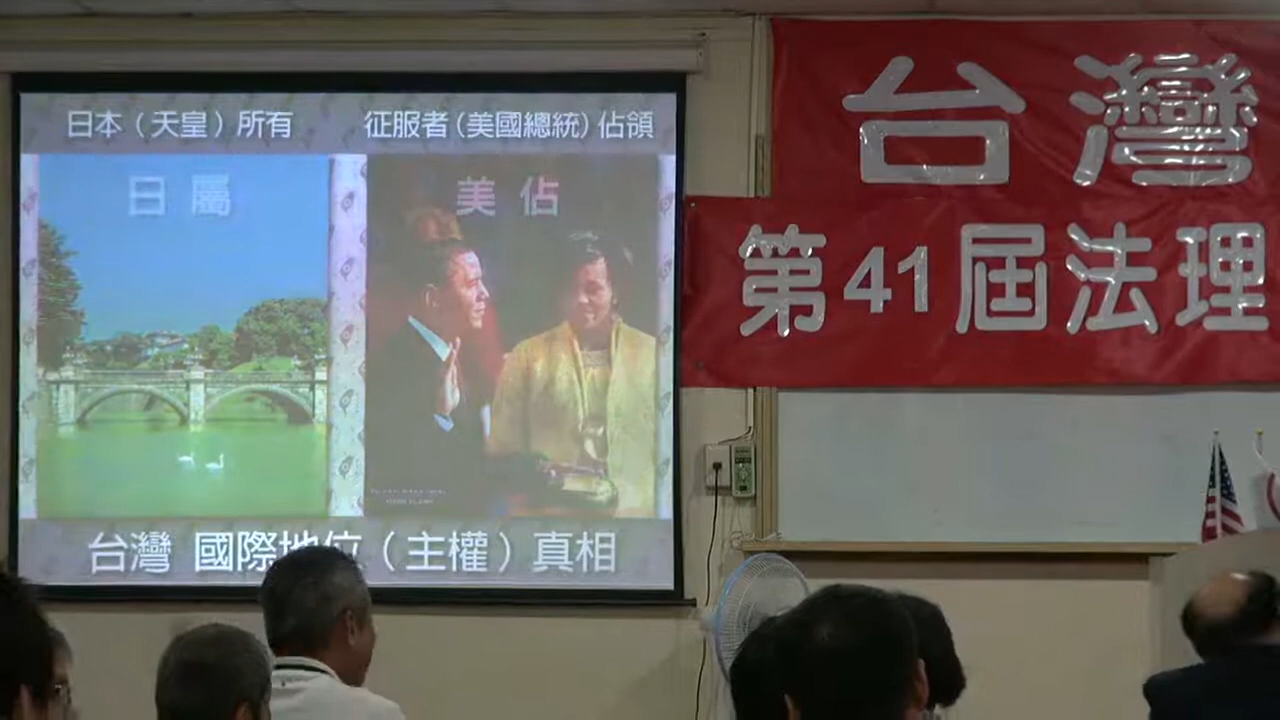 日本（天皇）所有
征服者（美國總統）佔領
日屬
美佔
台灣 國際地位（主權）真相
台灣
第41屆法理